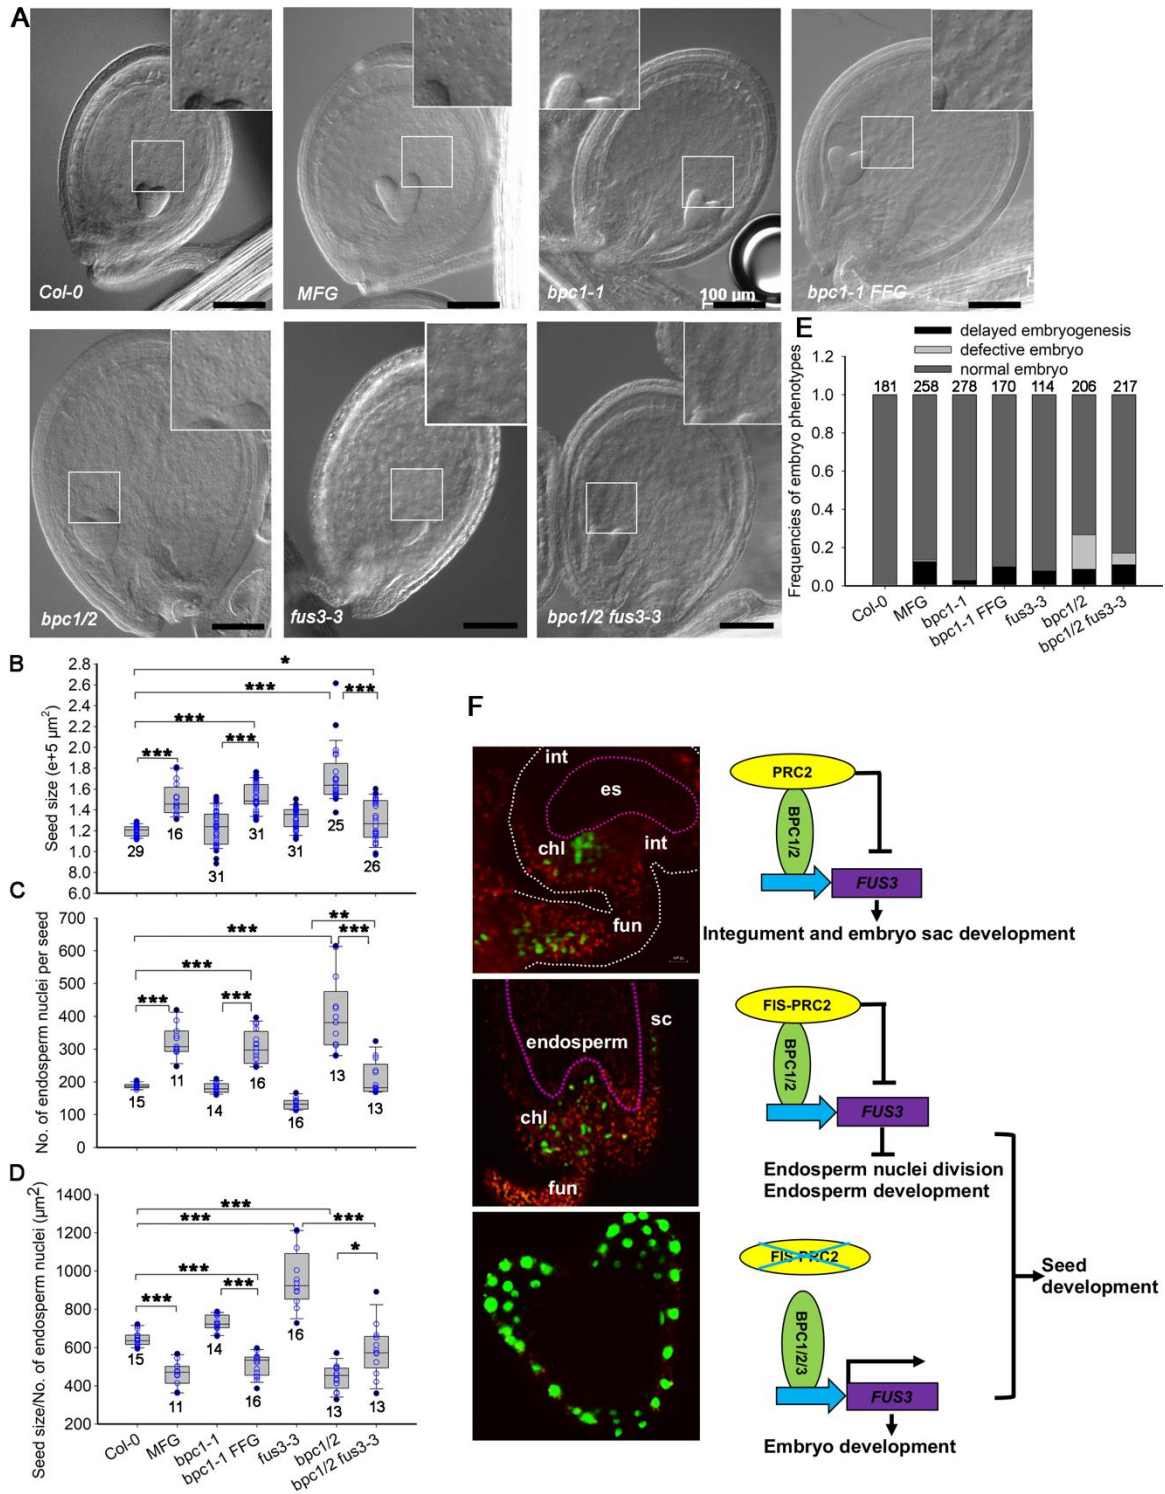 A
Col-0
MFG
bpc1-1
100 µm
bpc1-1 FFG
1
bpc1/2
fus3-3
bpc1/2 fus3-3
E
delayed embryogenesis
defective embryo
normal embryo
Frequencies of embryo phenotypes
1.2
1.0
0.8
0.6
0.4
0.2
0.0
181 258 278 170 114 206 217
Col-0
MFG
bpc1-1
bpc1-1 FFG
fus3-3
bpc1/2
bpc1/2 fus3-3
B
Seed size (e+5 µm²)
2.8
2.6
2.4
2.2
2.0
1.8
1.6
1.4
1.2
1.0
8.0
6.0
*
***
***
***
***
***
29
16
31
31
31
25
26
C
No. of endosperm nuclei per seed
700
600
500
400
300
200
100
0
**
***
***
***
***
***
15
11
14
16
16
13
13
D
Seed size/No. of endosperm nuclei (µm²)
1400
1200
1000
800
600
400
200
***
***
***
*
***
***
***
15
11
14
16
16
13
13
Col-0
MFG
bpc1-1
bpc1-1 FFG
fus3-3
bpc1/2
bpc1/2 fus3-3
F
int
es
chl
int
fun
PRC2
BPC1/2
FUS3
Integument and embryo sac development
endosperm
sc
chl
fun
FIS-PRC2
BPC1/2
FUS3
Endosperm nuclei division
Endosperm development
FIS-PRC2
BPC1/2/3
FUS3
Embryo development
Seed
development